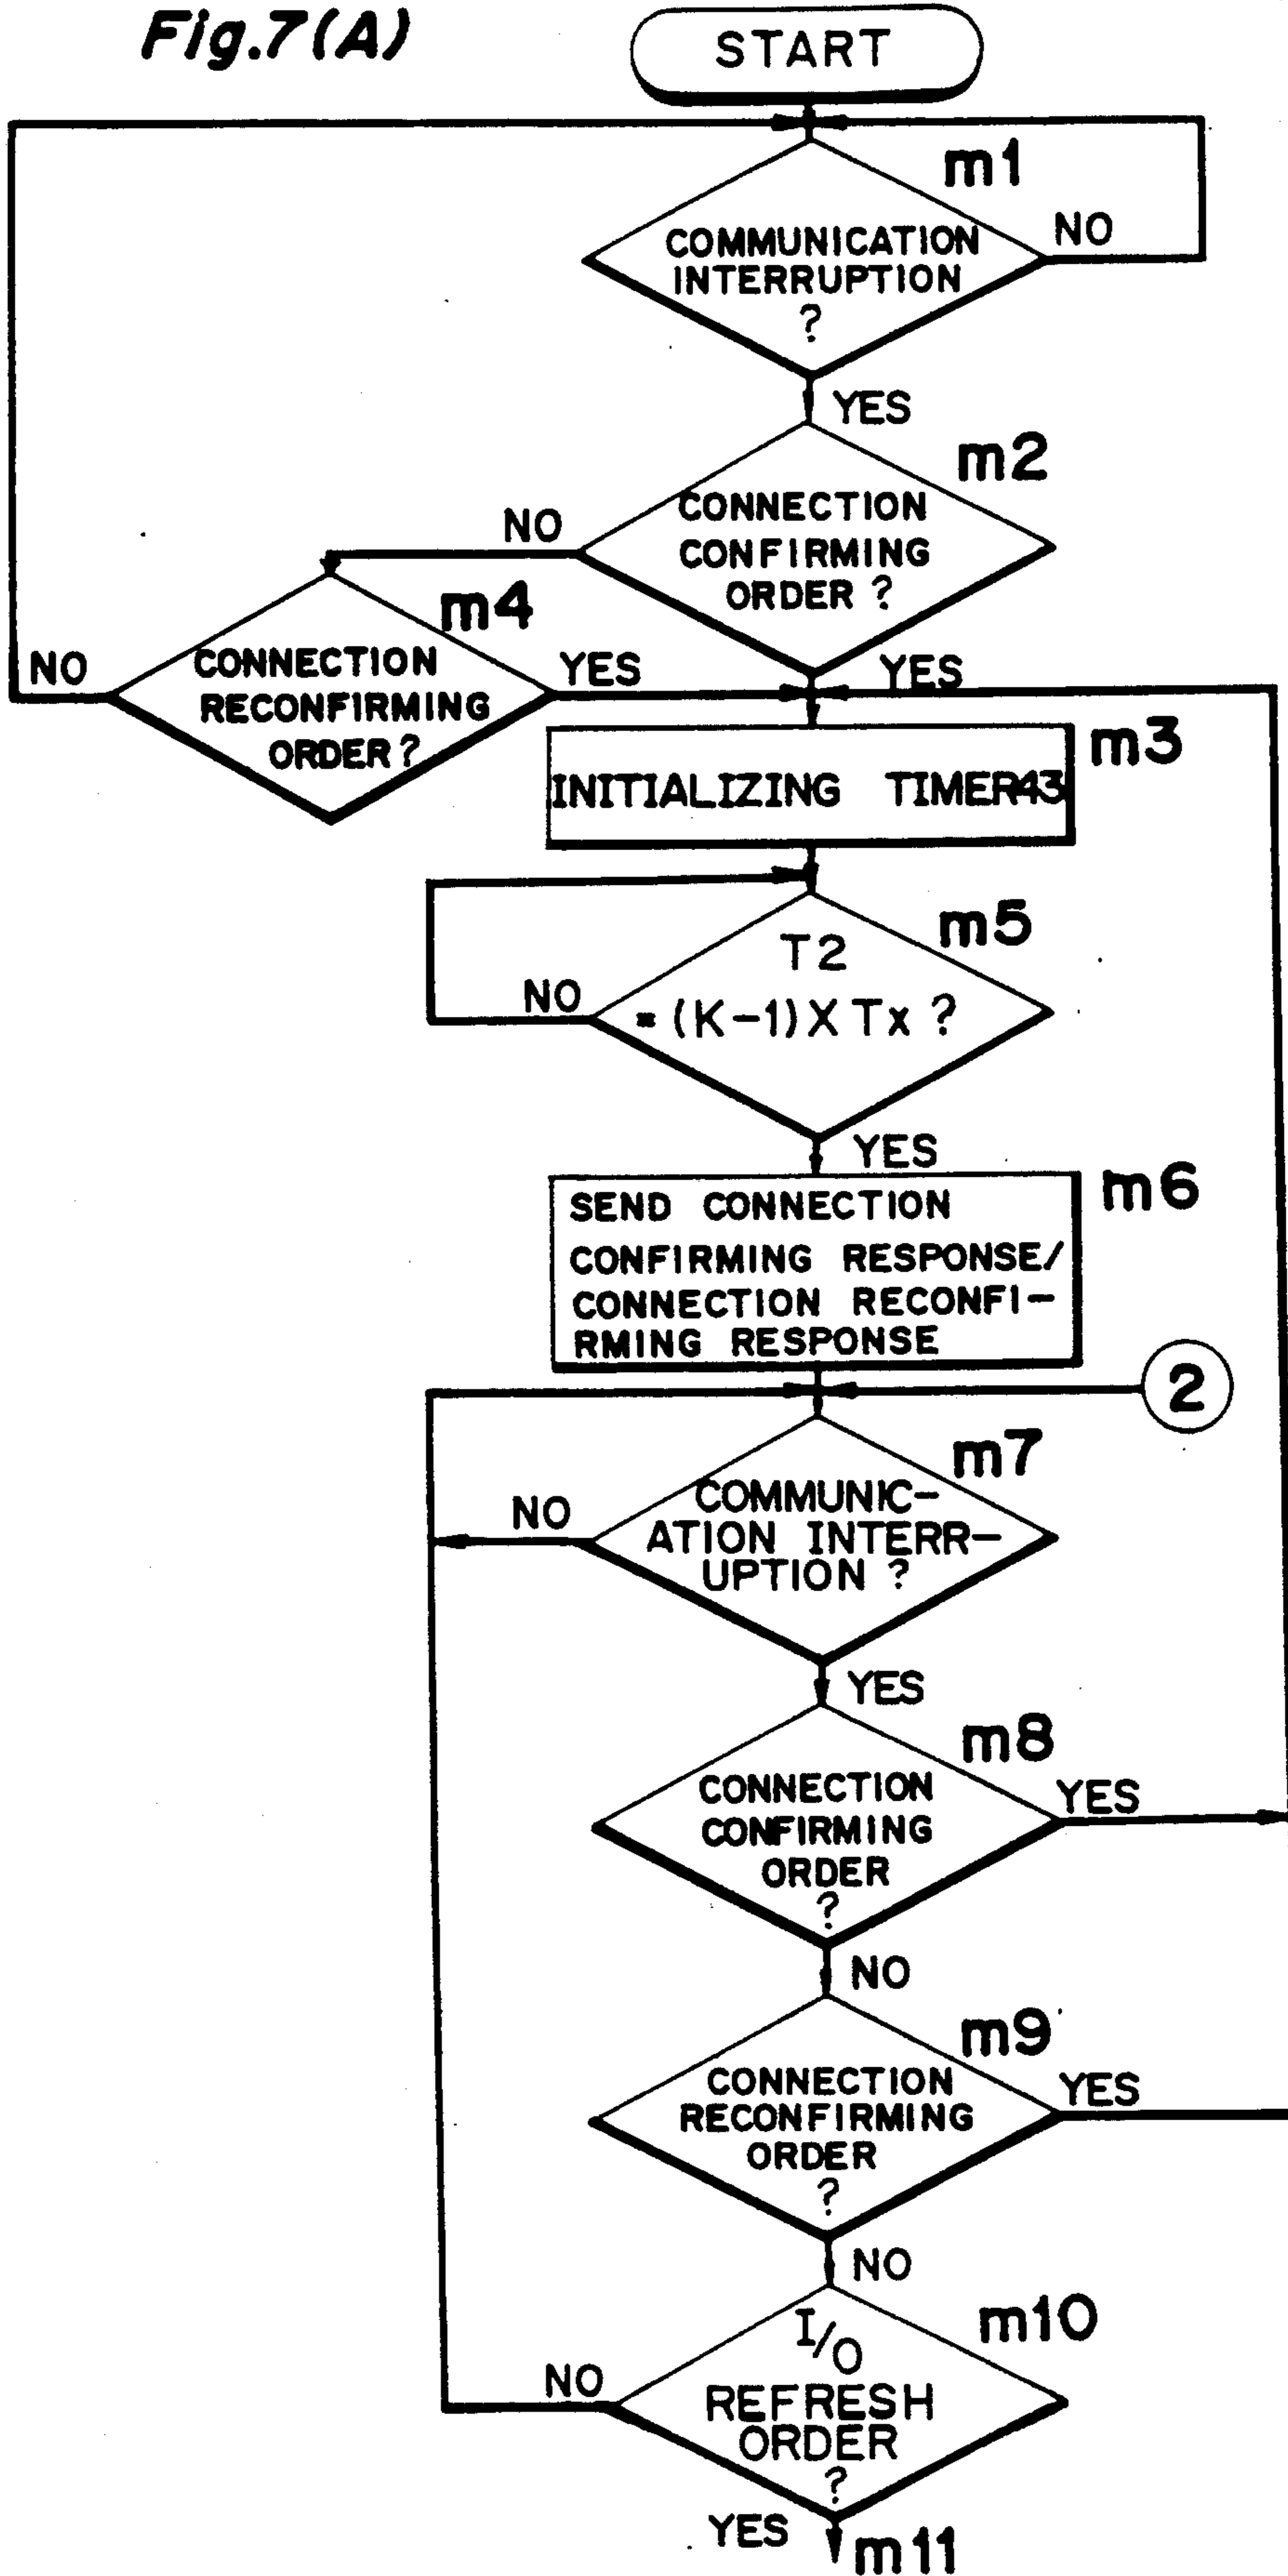 Fig.7(A)
START
m1
COMMUNICATION
INTERRUPTION
?
NO
YES
m2
CONNECTION
CONFIRMING
ORDER ?
NO
YES
m4
CONNECTION
RECONFIRMING
ORDER ?
NO
YES
m3
INITIALIZING TIMER43
m5
T2
= (K-1) X Tx ?
NO
YES
m6
SEND CONNECTION
CONFIRMING RESPONSE/
CONNECTION RECONFI-
RMING RESPONSE
2
m7
COMMUNIC-
ATION INTERR-
UPTION ?
NO
YES
m8
CONNECTION
CONFIRMING
ORDER
?
YES
NO
m9
CONNECTION
RECONFIRMING
ORDER
?
YES
NO
m10
I/O
REFRESH
ORDER
?
NO
YES
m11